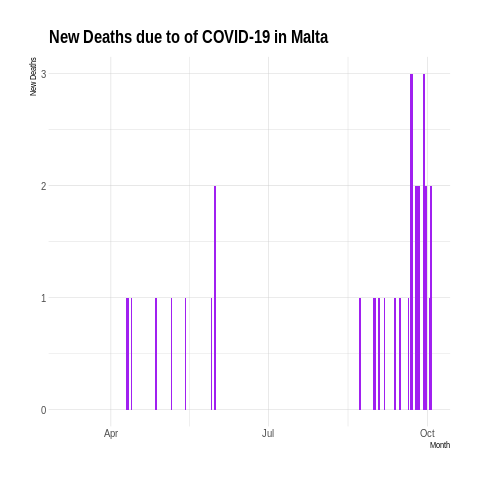 New Deaths due to of COVID-19 in Malta
New Deaths
3
2
1
0
Apr
Jul
Oct
Month